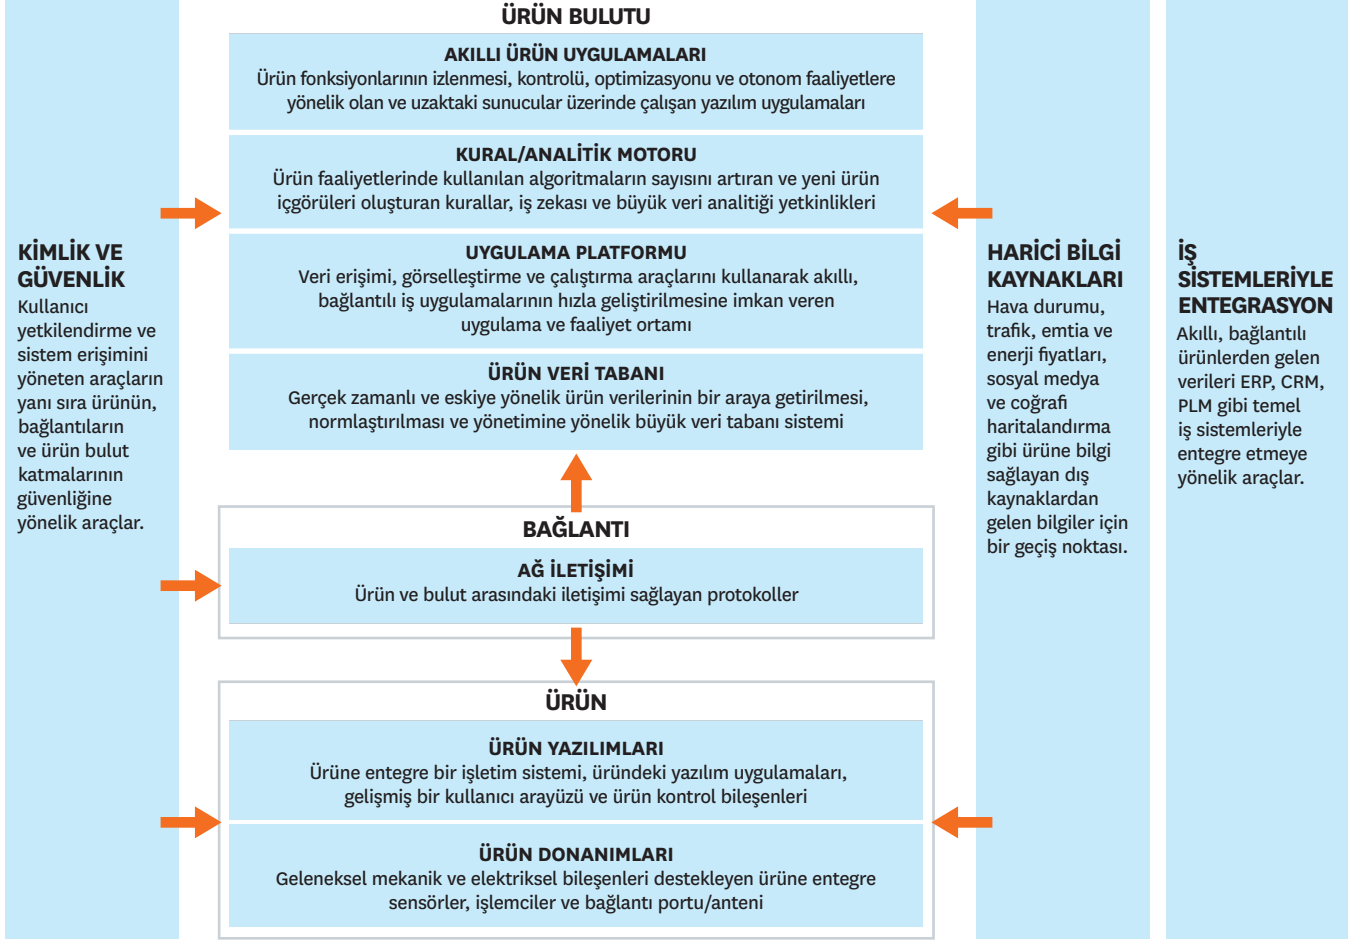 ÜRÜN BULUTU
AKILLI ÜRÜN UYGULAMALARI
Ürün fonksiyonlarının izlenmesi, kontrolü, optimizasyonu ve otonom faaliyetlere
yönelik olan ve uzaktaki sunucular üzerinde çalışan yazılım uygulamaları
KURAL/ANALİTİK MOTORU
Ürün faaliyetlerinde kullanılan algoritmaların sayısını artıran ve yeni ürün
içgörüleri oluşturan kurallar, iş zekası ve büyük veri analitiği yetkinlikleri
UYGULAMA PLATFORMU
Veri erişimi, görselleştirme ve çalıştırma araçlarını kullanarak akıllı,
bağlantılı iş uygulamalarının hızla geliştirilmesine imkan veren
uygulama ve faaliyet ortamı
ÜRÜN VERİ TABANI
Gerçek zamanlı ve eskiye yönelik ürün verilerinin bir araya getirilmesi,
normlaştırılması ve yönetimine yönelik büyük veri tabanı sistemi
BAĞLANTI
AĞ İLETİŞİMİ
Ürün ve bulut arasındaki iletişimi sağlayan protokoller
ÜRÜN
ÜRÜN YAZILIMLARI
Ürüne entegre bir işletim sistemi, üründeki yazılım uygulamaları,
gelişmiş bir kullanıcı arayüzü ve ürün kontrol bileşenleri
ÜRÜN DONANIMLARI
Geleneksel mekanik ve elektriksel bileşenleri destekleyen ürüne entegre
sensörler, işlemciler ve bağlantı portu/anteni
KİMLİK VE
GÜVENLİK
Kullanıcı
yetkilendirme ve
sistem erişimini
yöneten araçların
yanı sıra ürünün,
bağlantıların
ve ürün bulut
katmalarının
güvenliğine
yönelik araçlar.
HARİCİ BİLGİ
KAYNAKLARI
Hava durumu,
trafik, emtia ve
enerji fiyatları,
sosyal medya
ve coğrafi
haritalandırma
gibi ürüne bilgi
sağlayan dış
kaynaklardan
gelen bilgiler için
bir geçiş noktası.
İŞ
SİSTEMLERİYLE
ENTEGRASYON
Akıllı, bağlantılı
ürünlerden gelen
verileri ERP, CRM,
PLM gibi temel
iş sistemleriyle
entegre etmeye
yönelik araçlar.